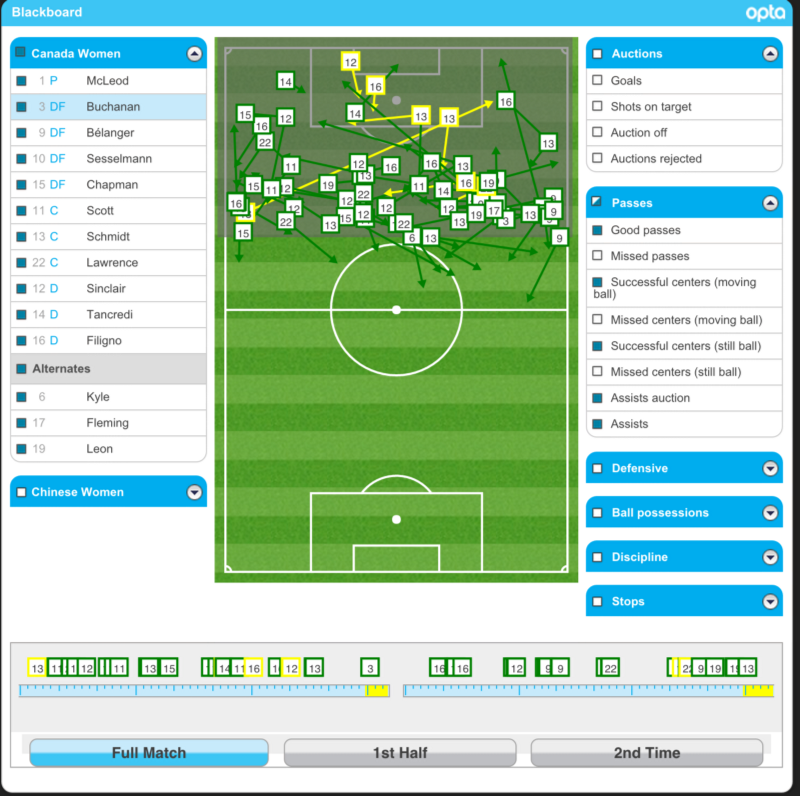 Blackboard
opta
Canada Women
1 P McLeod
3 DF Buchanan
9 DF Bélanger
10 DF Sesselmann
15 DF Chapman
11 C Scott
13 C Schmidt
22 C Lawrence
12 D Sinclair
14 D Tancredi
16 D Filigno
Alternates
6 Kyle
17 Fleming
19 Leon
Chinese Women
12
16
14
16
14
13
13
15
16
12
22
13
11
12
13
16
16
13
15
11
12
19
22
11
14
16
19
16
12
12
12
12
19
17
13
9
9
22
13
15
12
22
13
3
15
6
13
9
Auctions
Goals
Shots on target
Auction off
Auctions rejected
Passes
Good passes
Missed passes
Successful centers (moving
ball)
Missed centers (moving ball)
Successful centers (still ball)
Missed centers (still ball)
Assists auction
Assists
Defensive
Ball possessions
Discipline
Stops
13 11 1 12 11 13 15 14 11 16 12 13 3 16 16 12 9 9 22 22 9 19 13
Full Match
1st Half
2nd Time